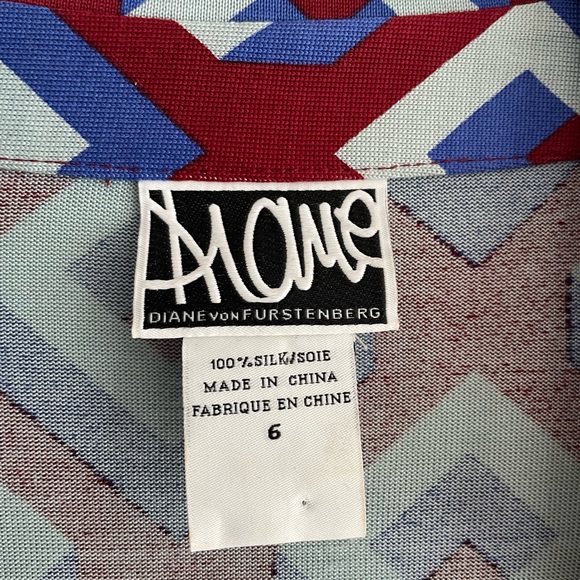 Diane
DIANE VON FURSTENBERG
100% SILK/SOIE
MADE IN CHINA
FABRIQUE EN CHINE
6